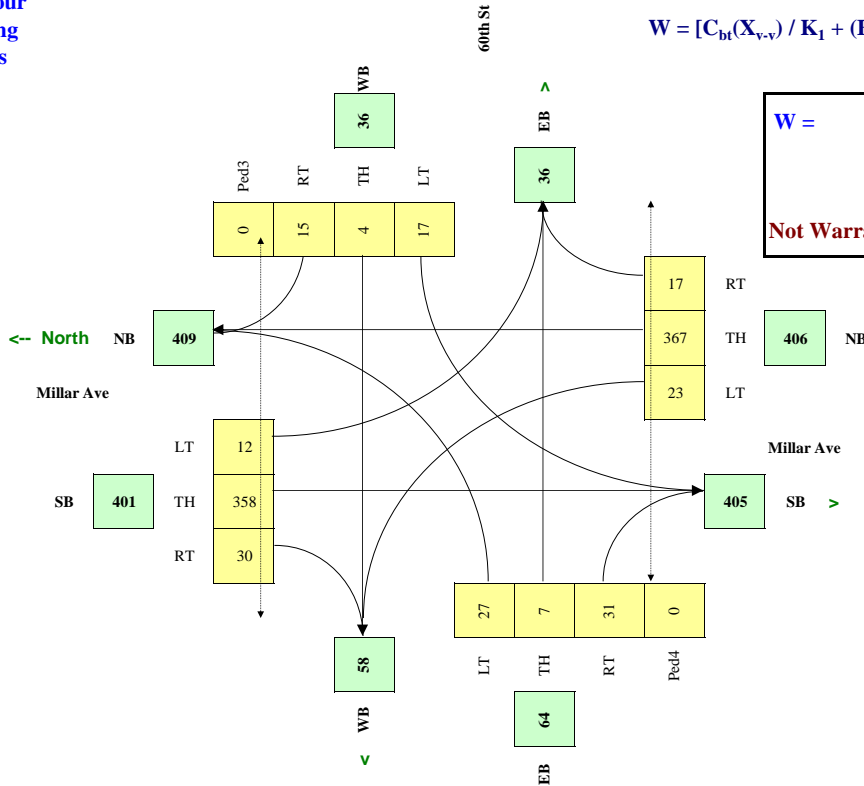 our
ng
s
60th St
W = [C_bt(X_v-v) / K_1 + (
W =
Not Warr
WB
36
^
EB
36
Ped3 RT TH LT
0 15 4 17
17 RT
367 TH
23 LT
<-- North NB 409
406 NB
Millar Ave
Millar Ave
LT 12
SB 401 TH 358
RT 30
405 SB >
27 7 31 0
LT TH RT Ped4
58
WB
v
64
EB